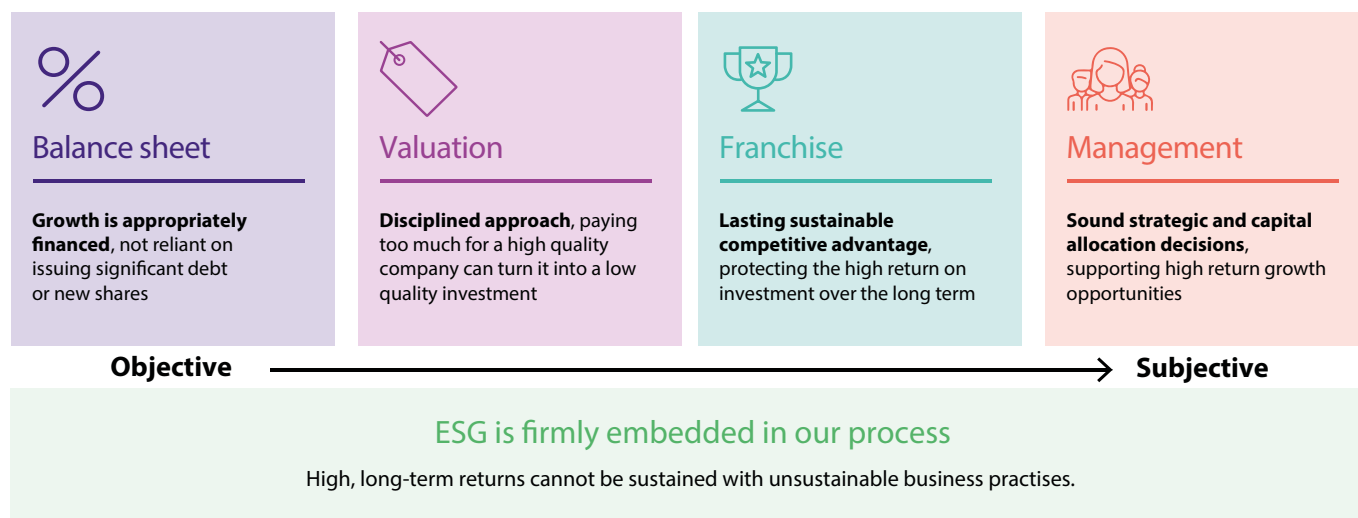 Balance sheet
Growth is appropriately
financed, not reliant on
issuing significant debt
or new shares
Valuation
Disciplined approach, paying
too much for a high quality
company can turn it into a low
quality investment
Franchise
Lasting sustainable
competitive advantage,
protecting the high return on
investment over the long term
Management
Sound strategic and capital
allocation decisions,
supporting high return growth
opportunities
Objective
Subjective
ESG is firmly embedded in our process
High, long-term returns cannot be sustained with unsustainable business practises.